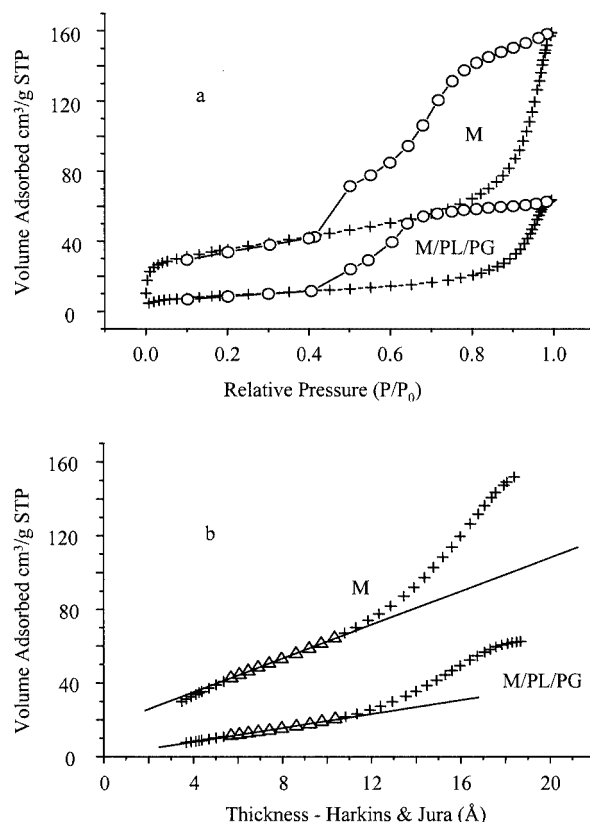 160
120
80
40
0
Volume Adsorbed cm³/g STP
a
M
M/PL/PG
0.0 0.2 0.4 0.6 0.8 1.0
Relative Pressure (P/P₀)
160
120
80
40
0
Volume Adsorbed cm³/g STP
b
M
M/PL/PG
4 8 12 16 20
Thickness - Harkins & Jura (Å)